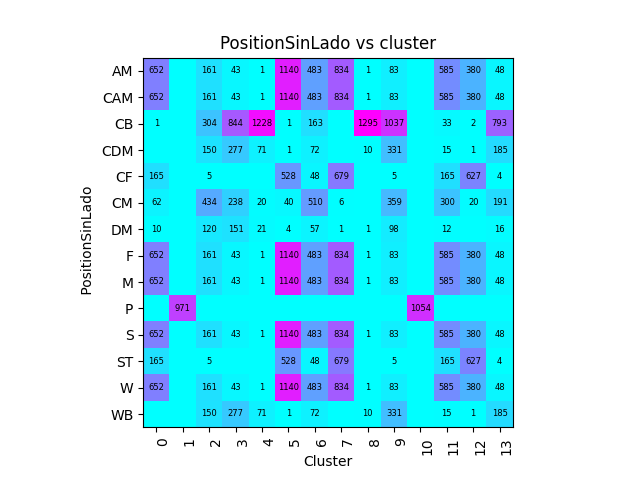 PositionSinLado vs cluster
AM 652 161 43 1 1140 483 834 1 83 585 380 48
CAM 652 161 43 1 1140 483 834 1 83 585 380 48
CB 1 304 844 1228 1 163 1295 1037 33 2 793
CDM 150 277 71 1 72 10 331 15 1 185
CF 165 5 528 48 679 5 165 627 4
CM 62 434 238 20 40 510 6 359 300 20 191
DM 10 120 151 21 4 57 1 1 98 12 16
F 652 161 43 1 1140 483 834 1 83 585 380 48
M 652 161 43 1 1140 483 834 1 83 585 380 48
P 971 1054
S 652 161 43 1 1140 483 834 1 83 585 380 48
ST 165 5 528 48 679 5 165 627 4
W 652 161 43 1 1140 483 834 1 83 585 380 48
WB 150 277 71 1 72 10 331 15 1 185
0 1 2 3 4 5 6 7 8 9 10 11 12 13
Cluster
PositionSinLado